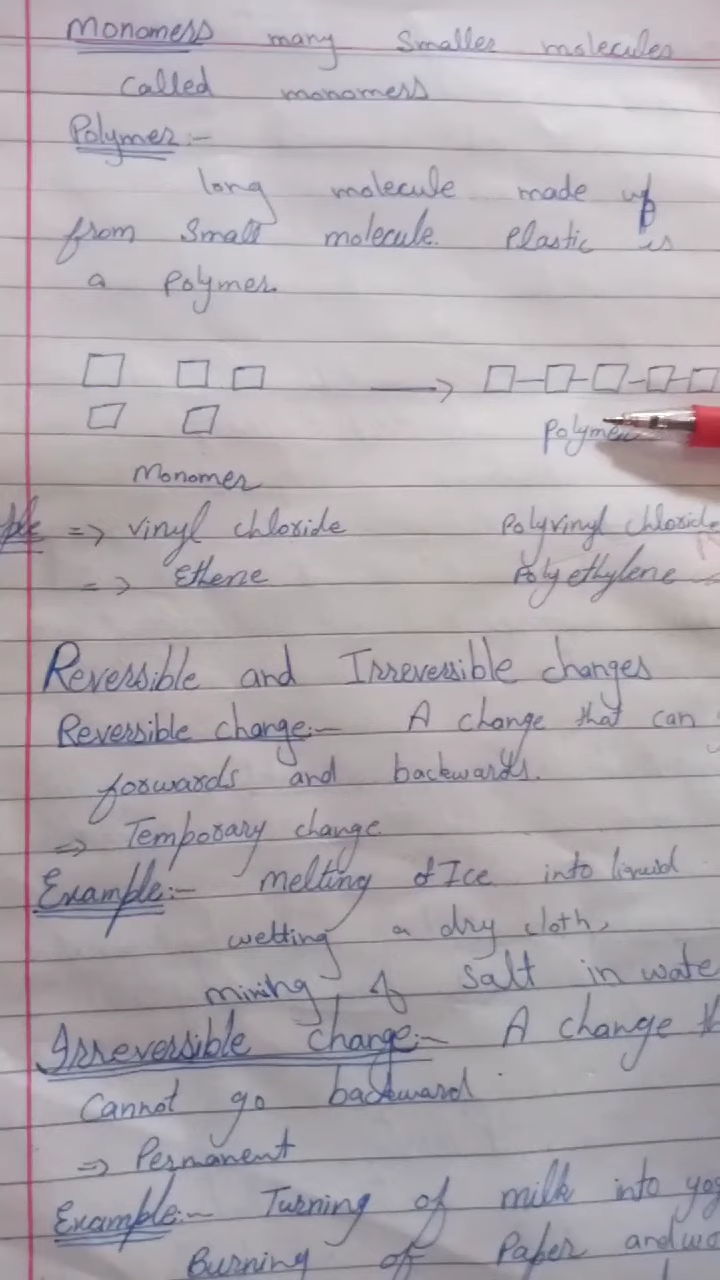 Monomers many Smaller molecules
called monomers
Polymer:-
long molecule made up
from Small molecule. Plastic is
a Polymer.
Polymer
Monomer
=> Vinyl chloride Polyvinyl chloride
=> Ethene Polyethylene
Reversible and Irreversible changes
Reversible change:- A change that can
forwards and backwards.
=> Temporary change
Example:- melting of Ice into liquid
wetting a dry cloth,
mixing of Salt in wate
Irreversible change:- A change
Cannot go backward.
=> Permanent
Example:- Turning of milk into
Burning of Paper and